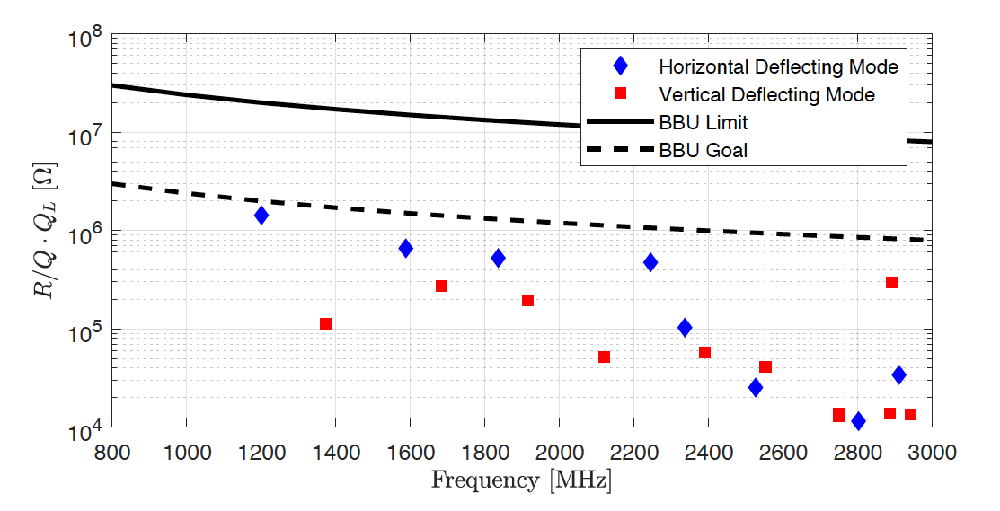 10^8
10^7
10^6
10^5
10^4
R/Q · Q_L [Ω]
Horizontal Deflecting Mode
Vertical Deflecting Mode
BBU Limit
BBU Goal
800 1000 1200 1400 1600 1800 2000 2200 2400 2600 2800 3000
Frequency [MHz]